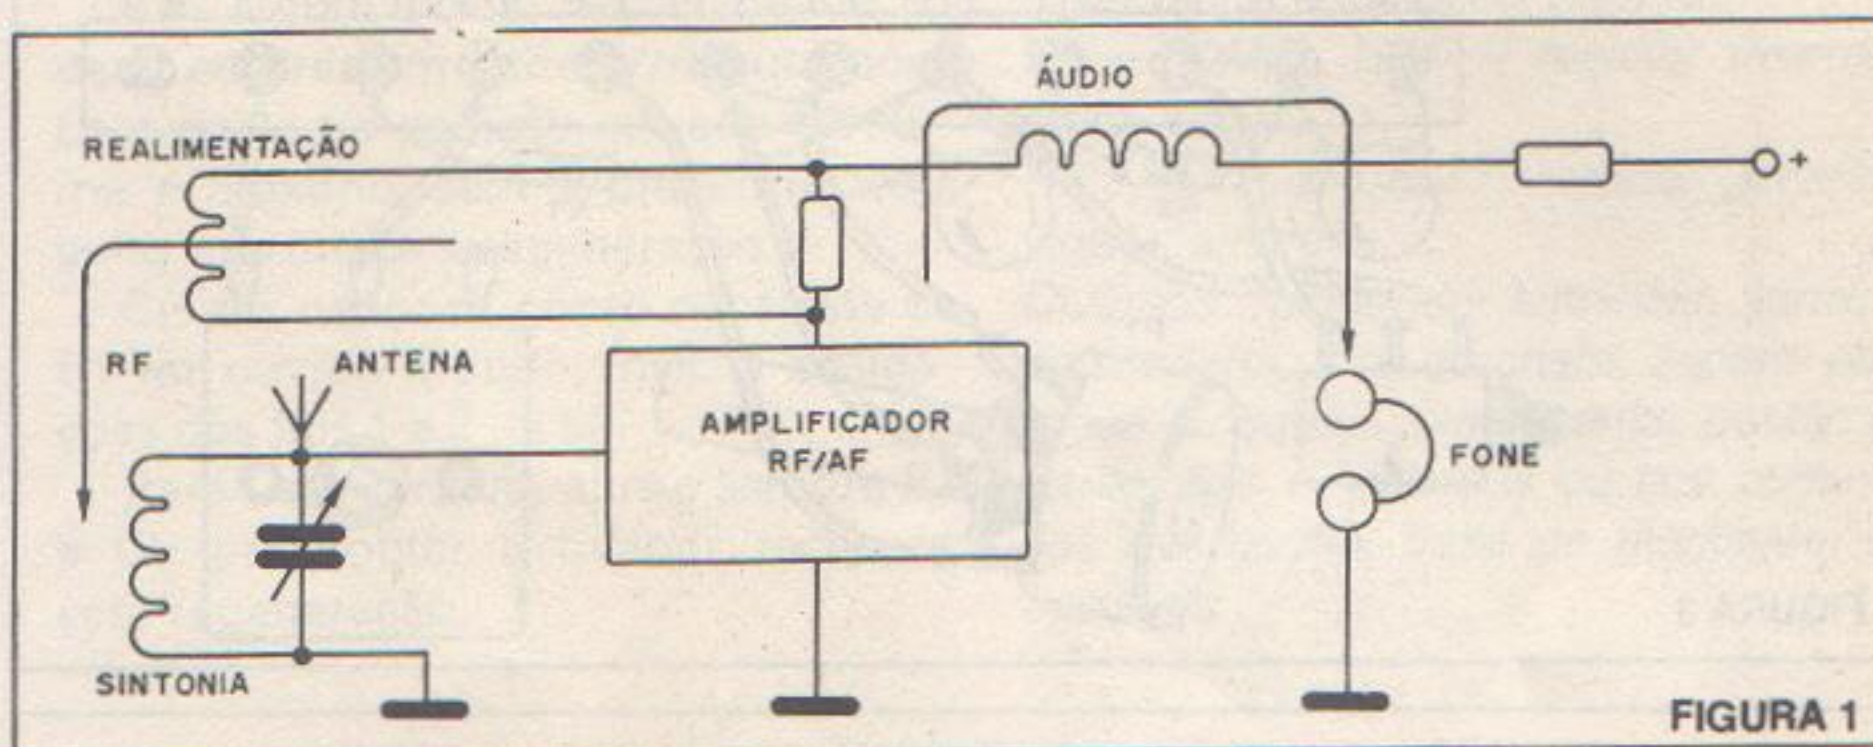 ÁUDIO
REALIMENTAÇÃO
+
RF
ANTENA
AMPLIFICADOR
RF/AF
FONE
SINTONIA
FIGURA 1